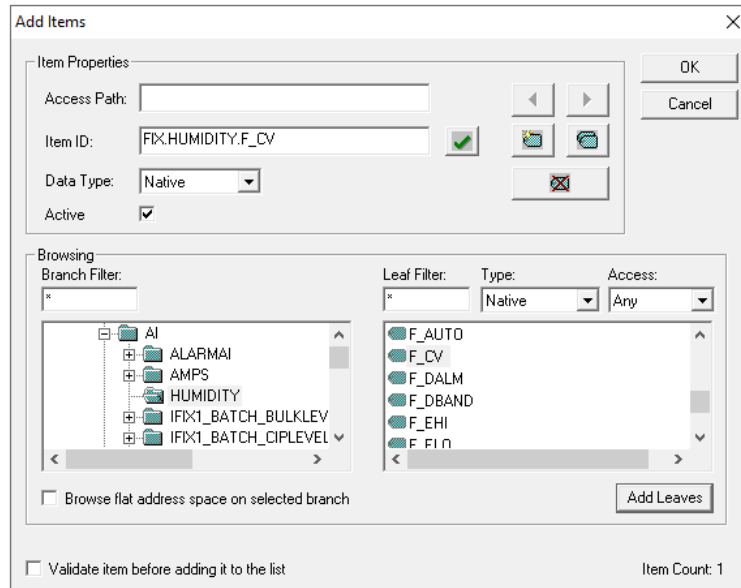 Add Items
Item Properties
OK
Access Path:
Cancel
Item ID: FIX.HUMIDITY.F_CV
Data Type: Native
Active
Browsing
Branch Filter: Leaf Filter: Type: Access:
* * Native Any
AI
ALARMAI
AMPS
HUMIDITY
IFIX1_BATCH_BULKLEV
IFIX1_BATCH_CIPLEVEL
F_AUTO
F_CV
F_DALM
F_DBAND
F_EHI
F_ELO
Browse flat address space on selected branch
Add Leaves
Validate item before adding it to the list
Item Count: 1